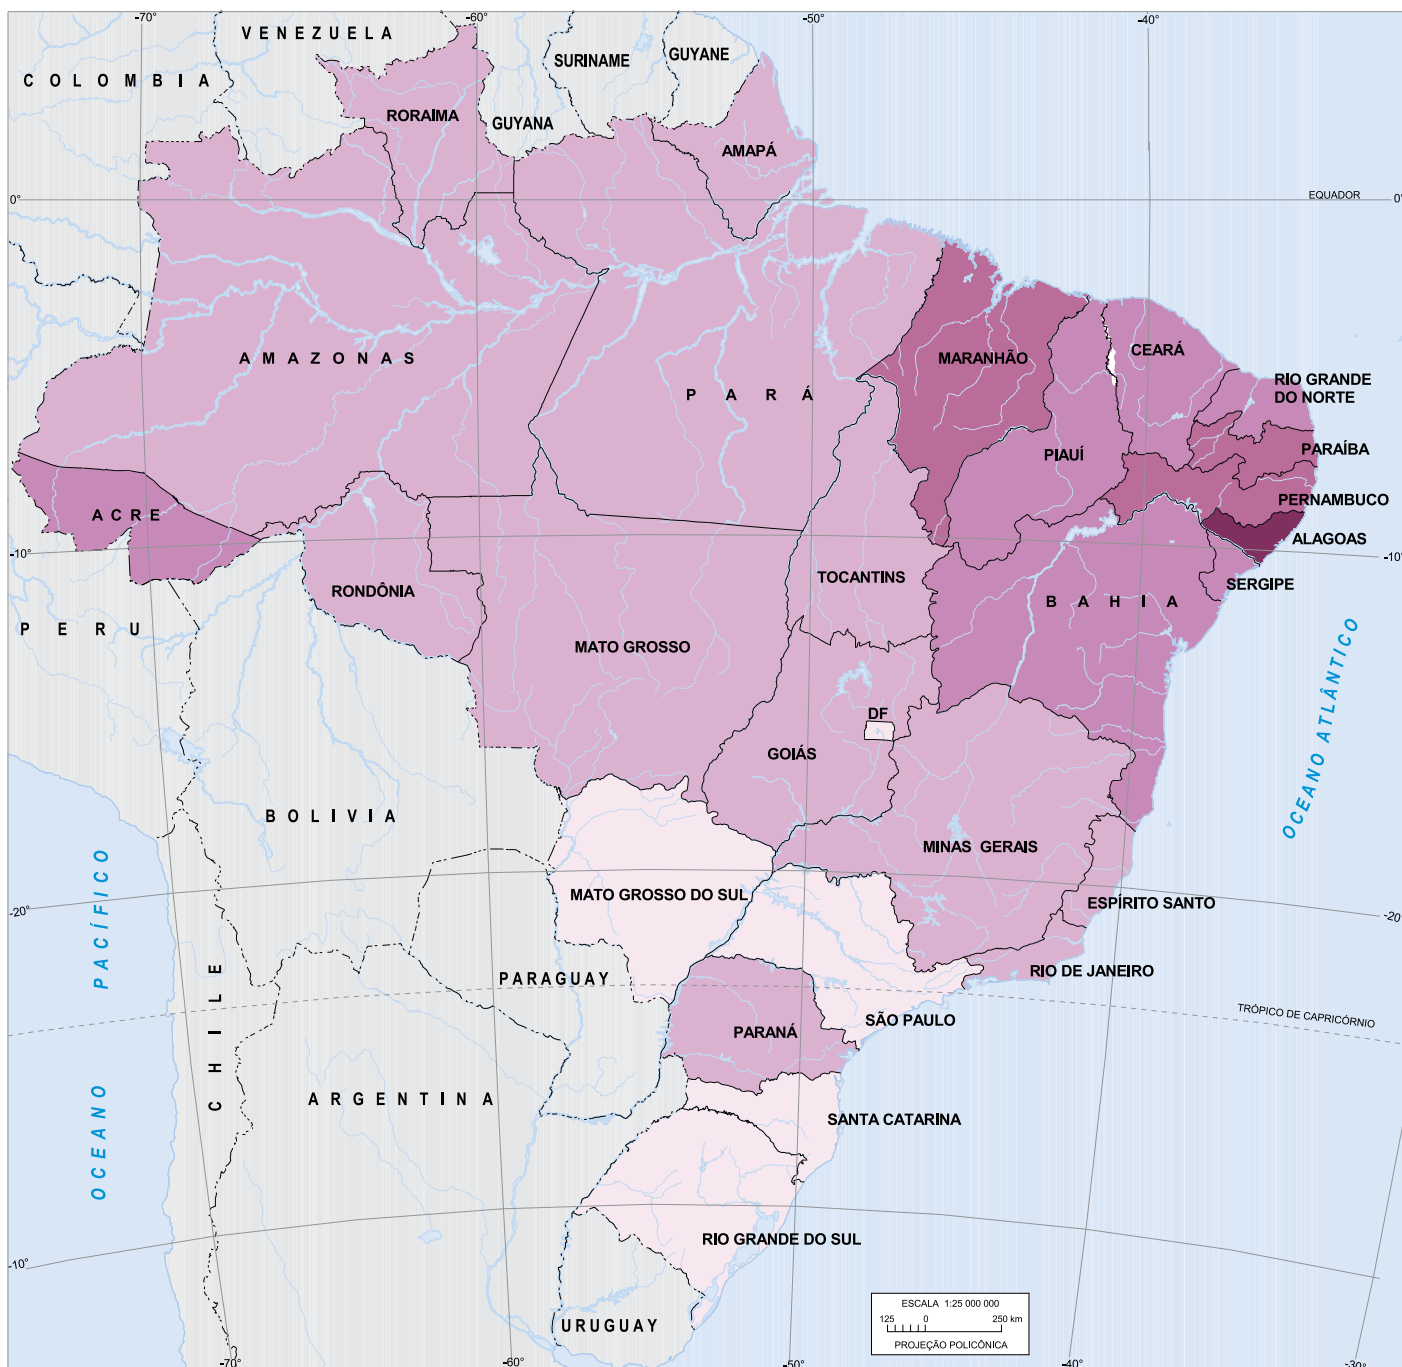 -70°
-60°
-50°
-40°
VENEZUELA
COLOMBIA
SURINAME
GUYANE
RORAIMA
GUYANA
AMAPÁ
0°
EQUADOR
0°
AMAZONAS
PARÁ
MARANHÃO
CEARÁ
RIO GRANDE
DO NORTE
PIAUÍ
PARAÍBA
PERNAMBUCO
ACRE
ALAGOAS
-10°
-10°
TOCANTINS
SERGIPE
RONDÔNIA
BAHIA
PERU
MATO GROSSO
OCEANO ATLÂNTICO
DF
GOIÁS
BOLIVIA
MINAS GERAIS
MATO GROSSO DO SUL
ESPÍRITO SANTO
-20°
-20°
OCEANO PACÍFICO
CHILE
PARAGUAY
RIO DE JANEIRO
TRÓPICO DE CAPRICÓRNIO
SÃO PAULO
PARANÁ
ARGENTINA
SANTA CATARINA
RIO GRANDE DO SUL
-10°
ESCALA 1:25 000 000
125 0 250 km
PROJEÇÃO POLICÔNICA
URUGUAY
-70°
-60°
-50°
-40°
-30°